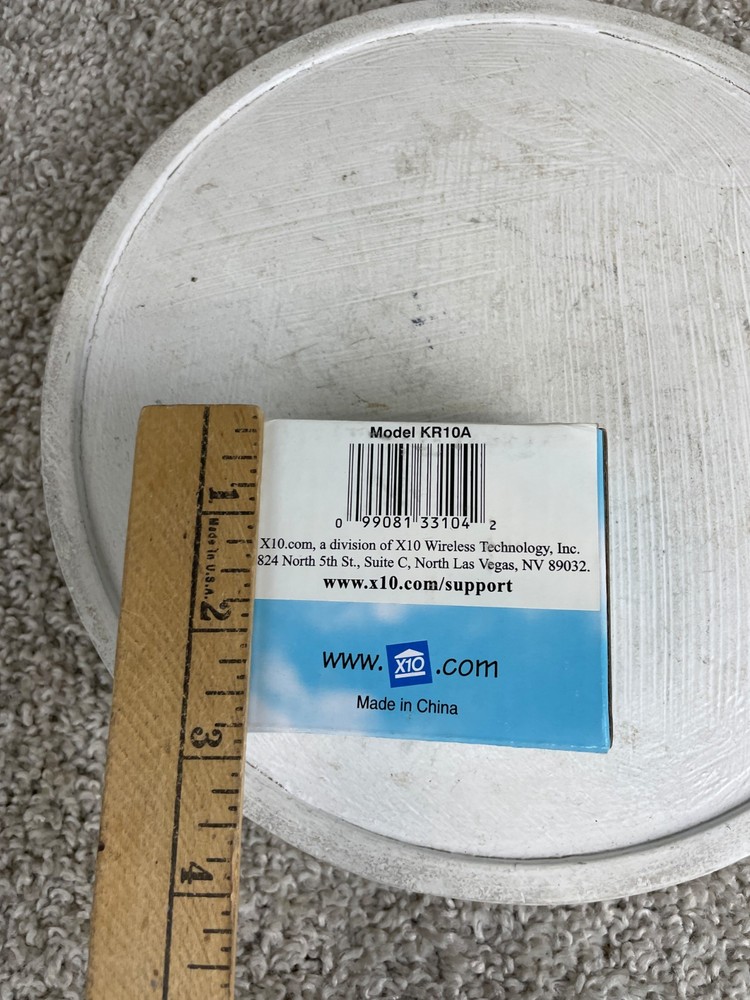 Model KR10A
0 99081 33104 2
X10.com, a division of X10 Wireless Technology, Inc.
824 North 5th St., Suite C, North Las Vegas, NV 89032.
www.x10.com/support
www.X10.com
Made in China
1
Made in U.S.A.
2
3
4